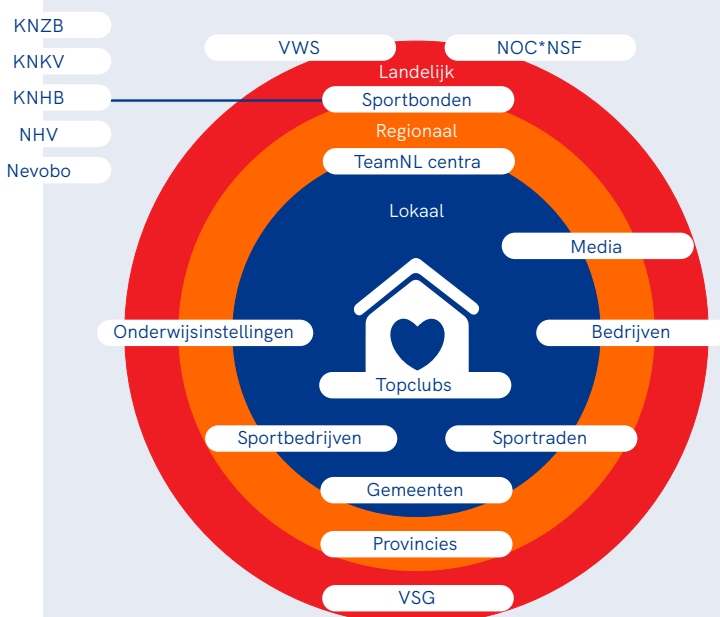 KNZB
KNKV
KNHB
NHV
Nevobo
VWS
NOC*NSF
Landelijk
Sportbonden
Regionaal
TeamNL centra
Lokaal
Media
Onderwijsinstellingen
Bedrijven
Topclubs
Sportbedrijven
Sportraden
Gemeenten
Provincies
VSG